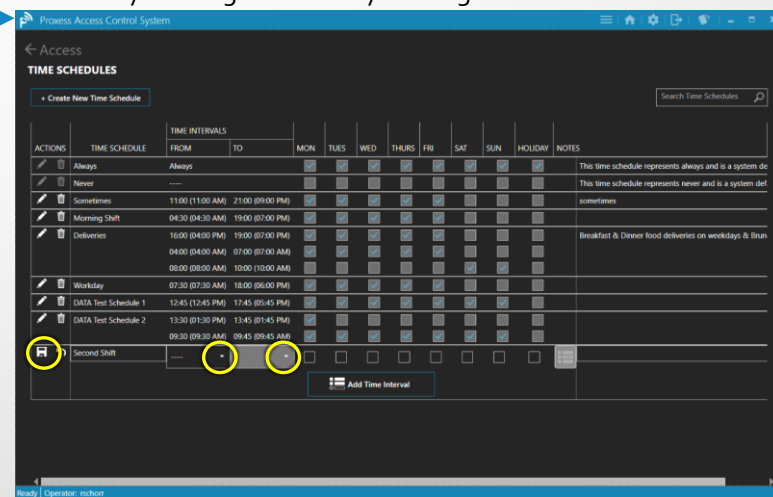 Proxess Access Control System
Access
TIME SCHEDULES
+ Create New Time Schedule
Search Time Schedules
TIME INTERVALS
ACTIONS TIME SCHEDULE FROM TO MON TUES WED THURS FRI SAT SUN HOLIDAY NOTES
Always Always This time schedule represents always and is a system de
Never ---- This time schedule represents never and is a system def
Sometimes 11:00 (11:00 AM) 21:00 (09:00 PM) sometimes
Morning Shift 04:30 (04:30 AM) 19:00 (07:00 PM)
Deliveries 16:00 (04:00 PM) 19:00 (07:00 PM) Breakfast & Dinner food deliveries on weekdays & Brun
04:00 (04:00 AM) 07:00 (07:00 AM)
08:00 (08:00 AM) 10:00 (10:00 AM)
Workday 07:30 (07:30 AM) 18:00 (06:00 PM)
DATA Test Schedule 1 12:45 (12:45 PM) 17:45 (05:45 PM)
DATA Test Schedule 2 13:30 (01:30 PM) 13:45 (01:45 PM)
09:30 (09:30 AM) 09:45 (09:45 AM)
Second Shift ----
Add Time Interval
Ready Operator: rschorr